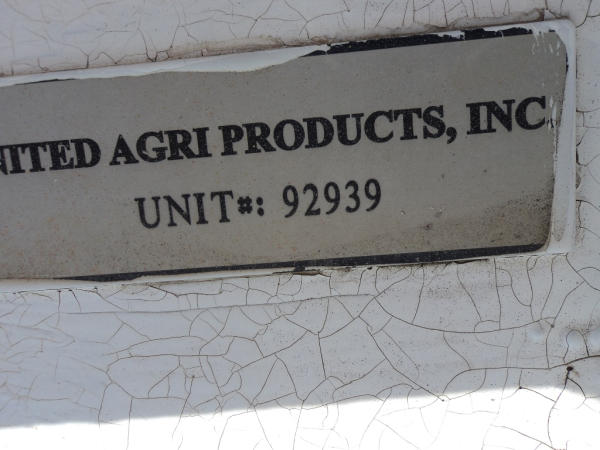 NITED AGRI PRODUCTS, INC.
UNIT#: 92939